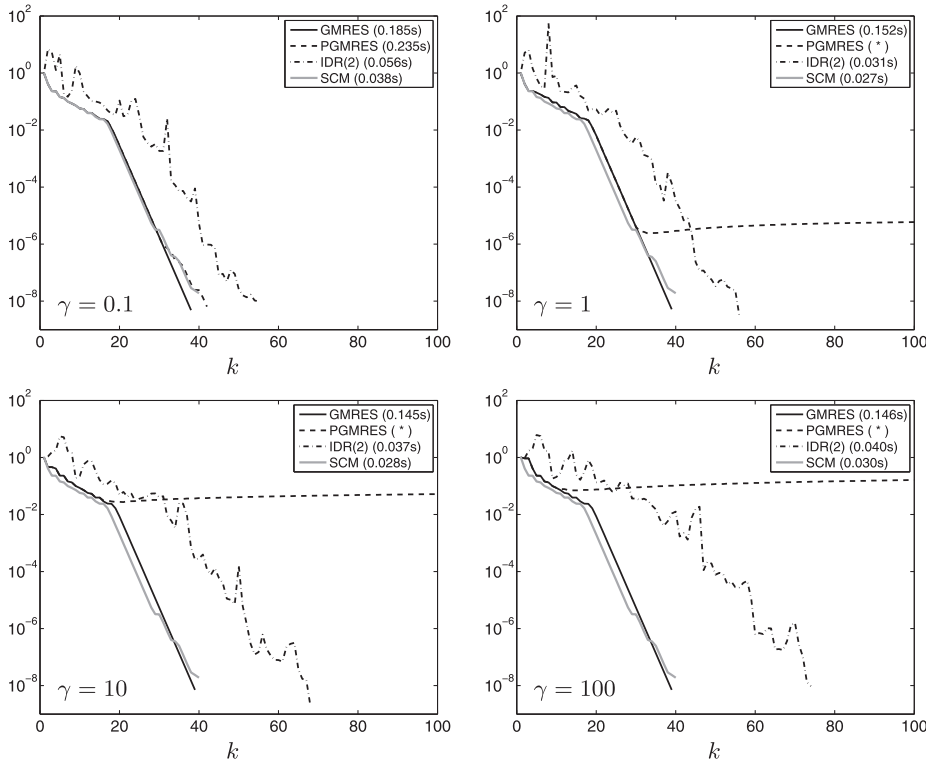 10^2
10^0
10^-2
10^-4
10^-6
10^-8
GMRES (0.185s)
PGMRES (0.235s)
IDR(2) (0.056s)
SCM (0.038s)
γ = 0.1
0 20 40 60 80 100
k
10^2
10^0
10^-2
10^-4
10^-6
10^-8
GMRES (0.152s)
PGMRES ( * )
IDR(2) (0.031s)
SCM (0.027s)
γ = 1
0 20 40 60 80 100
k
10^2
10^0
10^-2
10^-4
10^-6
10^-8
GMRES (0.145s)
PGMRES ( * )
IDR(2) (0.037s)
SCM (0.028s)
γ = 10
0 20 40 60 80 100
k
10^2
10^0
10^-2
10^-4
10^-6
10^-8
GMRES (0.146s)
PGMRES ( * )
IDR(2) (0.040s)
SCM (0.030s)
γ = 100
0 20 40 60 80 100
k